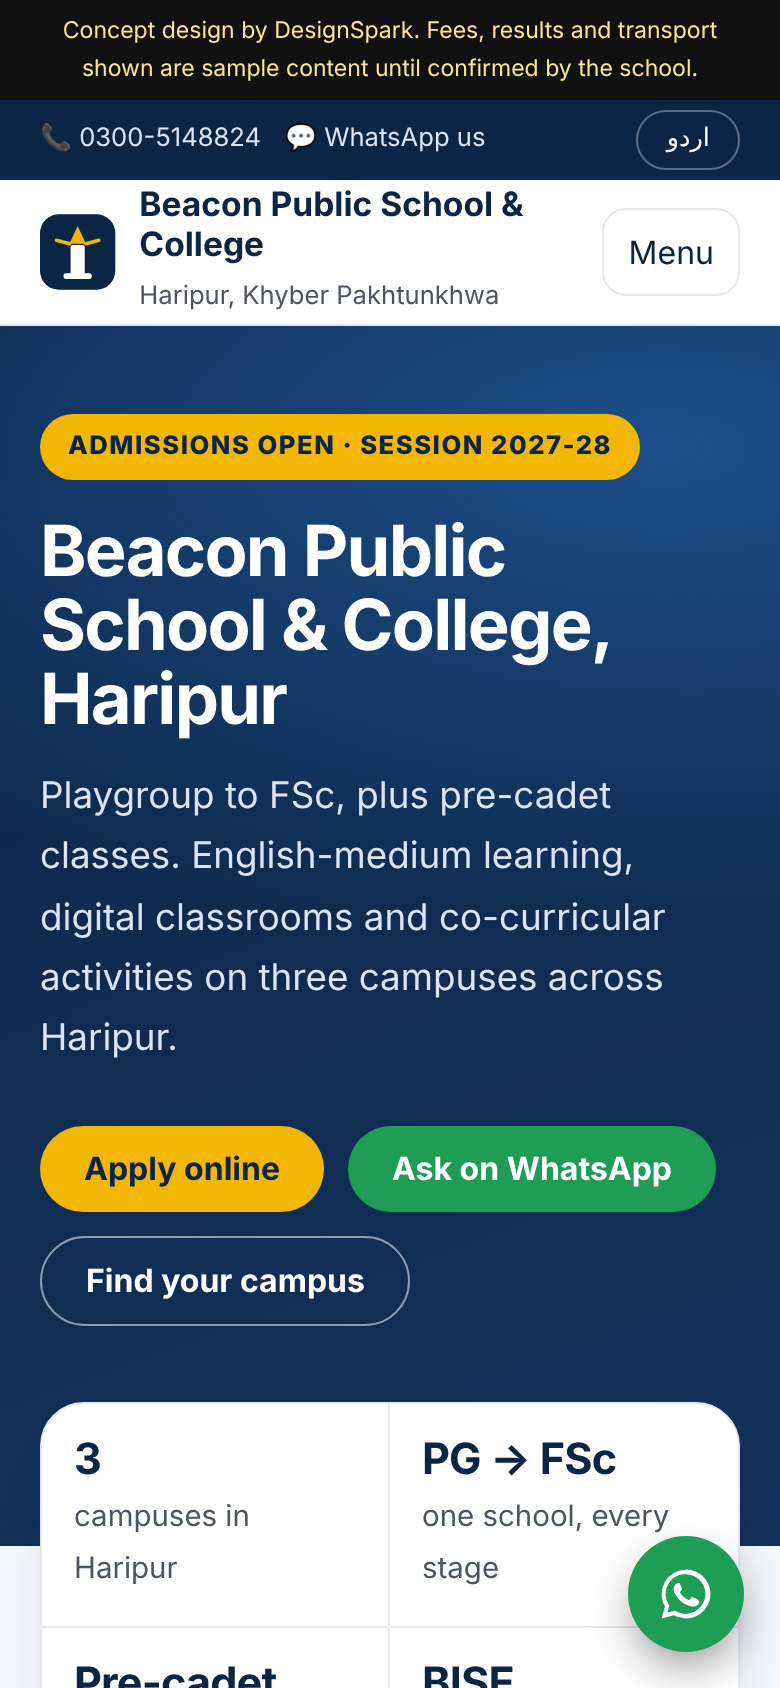 Concept design by DesignSpark. Fees, results and transport
shown are sample content until confirmed by the school.
0300-5148824 WhatsApp us اردو
Beacon Public School &
College
Haripur, Khyber Pakhtunkhwa
Menu
ADMISSIONS OPEN · SESSION 2027-28
Beacon Public
School & College,
Haripur
Playgroup to FSc, plus pre-cadet
classes. English-medium learning,
digital classrooms and co-curricular
activities on three campuses across
Haripur.
Apply online
Ask on WhatsApp
Find your campus
3
campuses in
Haripur
PG → FSc
one school, every
stage
Pre-cadet
BISE